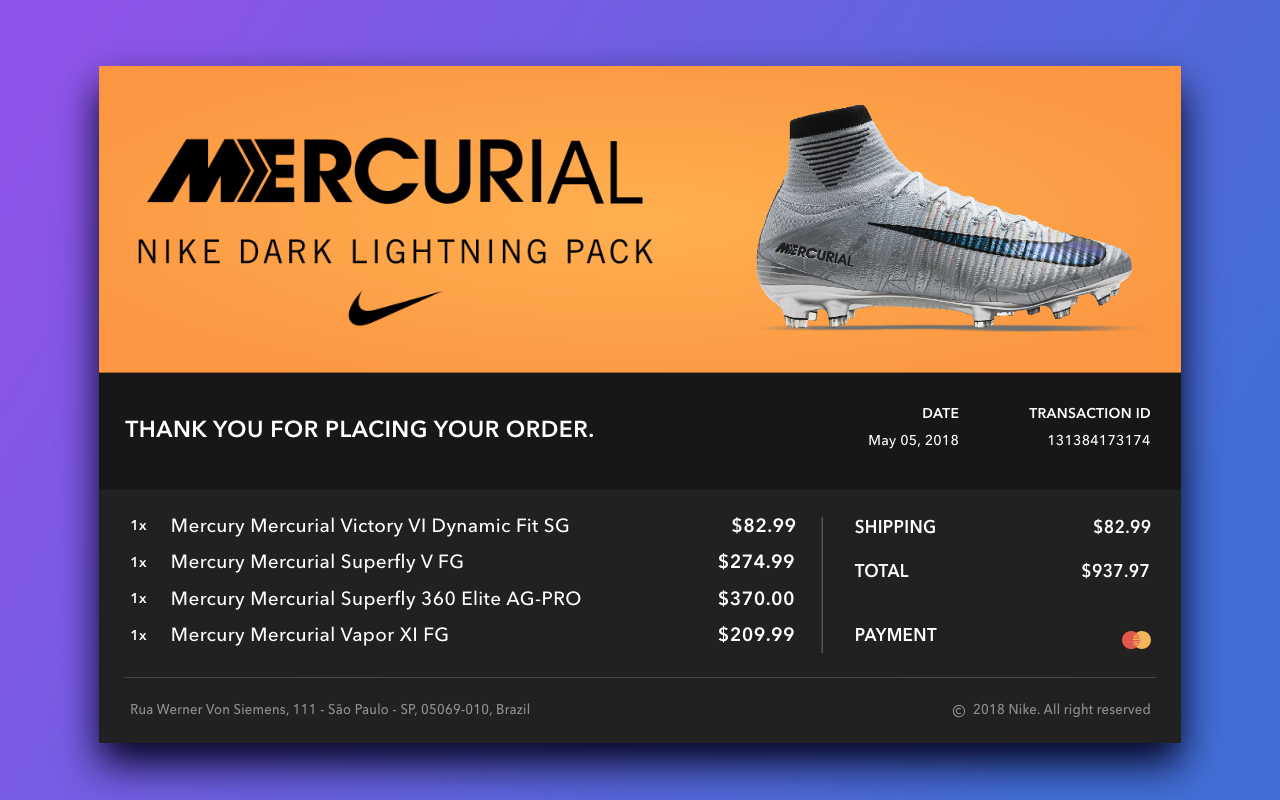 MERCURIAL
NIKE DARK LIGHTNING PACK
MERCURIAL
THANK YOU FOR PLACING YOUR ORDER.
DATE
May 05, 2018
TRANSACTION ID
131384173174
1x Mercury Mercurial Victory VI Dynamic Fit SG $82.99
1x Mercury Mercurial Superfly V FG $274.99
1x Mercury Mercurial Superfly 360 Elite AG-PRO $370.00
1x Mercury Mercurial Vapor XI FG $209.99
SHIPPING $82.99
TOTAL $937.97
PAYMENT
Rua Werner Von Siemens, 111 - São Paulo - SP, 05069-010, Brazil
© 2018 Nike. All right reserved